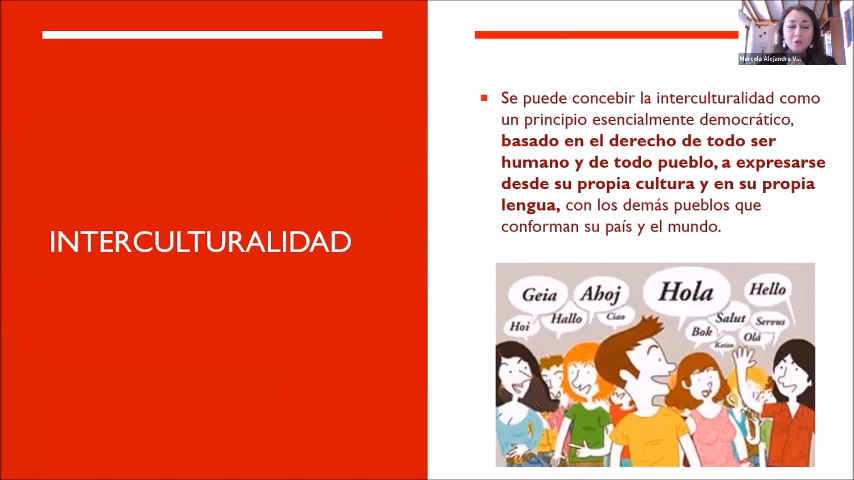 Marcela Alejandra V...
Se puede concebir la interculturalidad como
un principio esencialmente democrático,
basado en el derecho de todo ser
humano y de todo pueblo, a expresarse
desde su propia cultura y en su propia
lengua, con los demás pueblos que
conforman su país y el mundo.
INTERCULTURALIDAD
Geia
Ahoj
Hola
Hello
Hoi
Hallo
Ciao
Bok
Salut
Servus
Olá